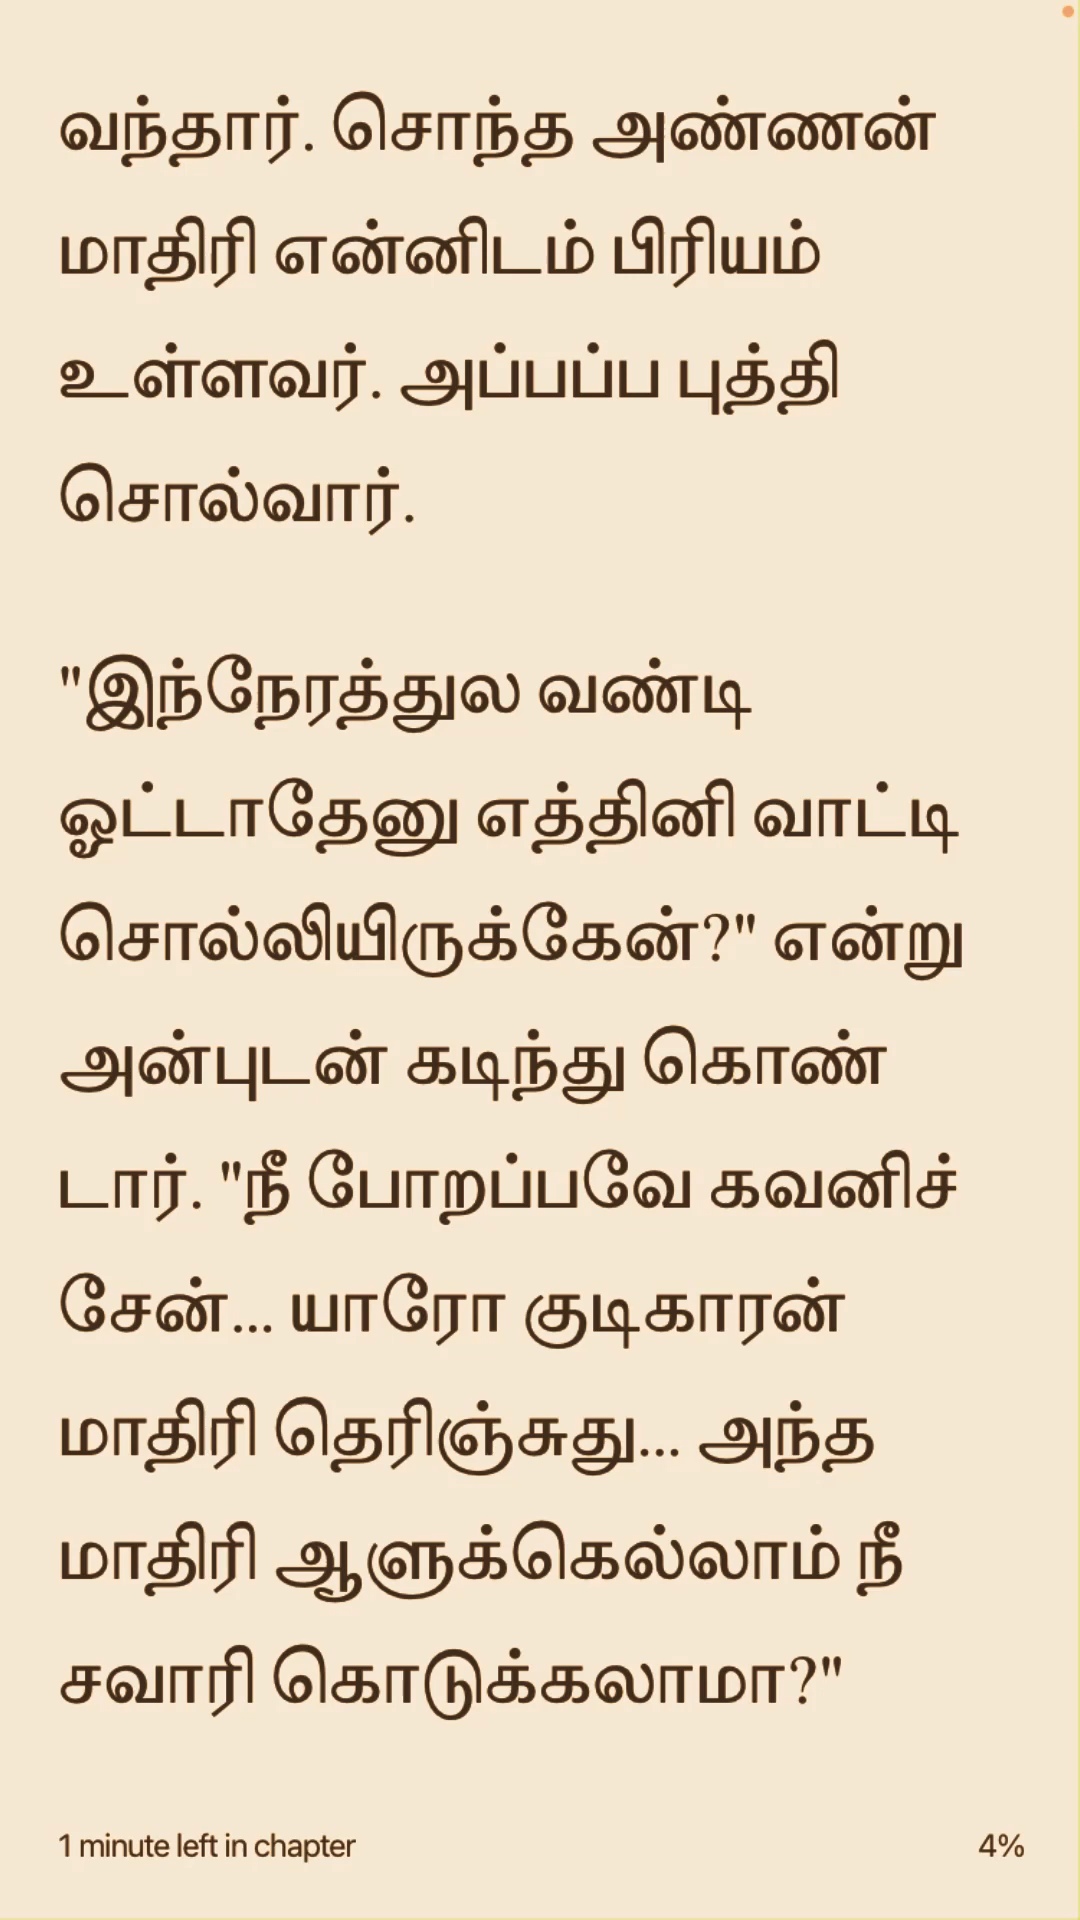 வந்தார். சொந்த அண்ணன்
மாதிரி என்னிடம் பிரியம்
உள்ளவர். அப்பப்ப புத்தி
சொல்வார்.
"இந்நேரத்துல வண்டி
ஓட்டாதேனு எத்தினி வாட்டி
சொல்லியிருக்கேன்?" என்று
அன்புடன் கடிந்து கொண்
டார். "நீ போறப்பவே கவனிச்
சேன்... யாரோ குடிகாரன்
மாதிரி தெரிஞ்சுது... அந்த
மாதிரி ஆளுக்கெல்லாம் நீ
சவாரி கொடுக்கலாமா?"
1 minute left in chapter
4%